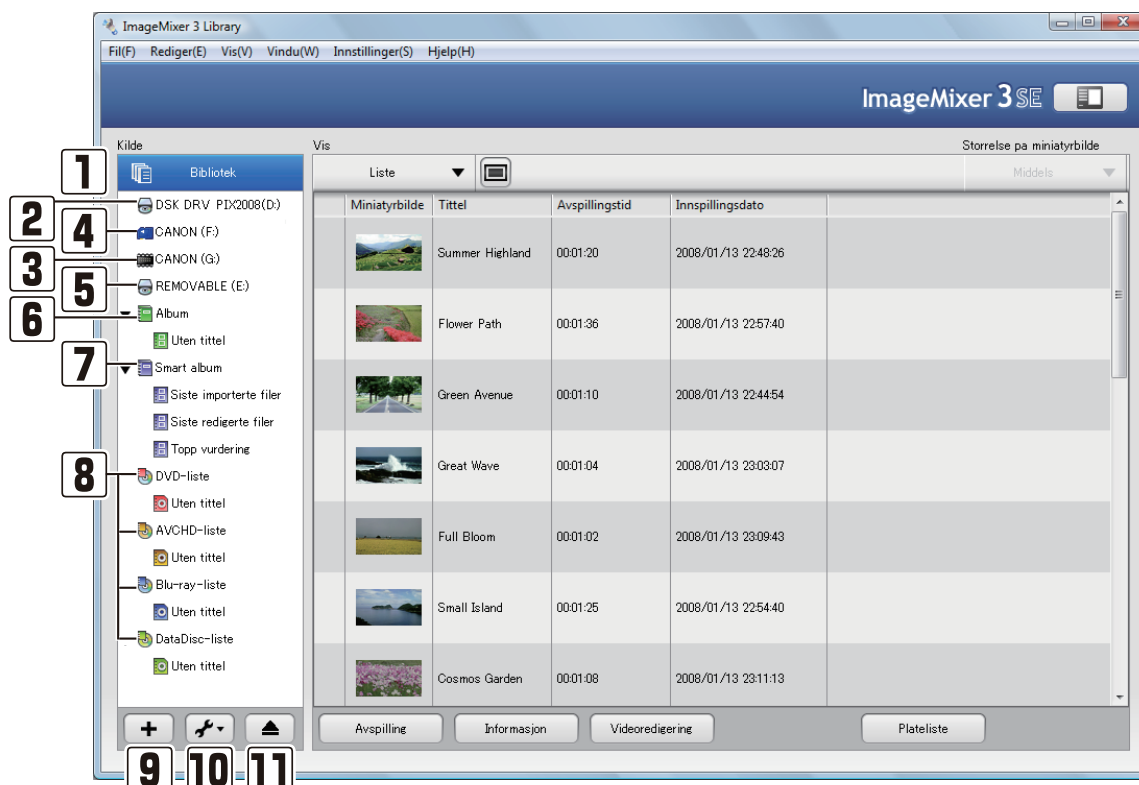 ImageMixer 3 Library
Fil(F) Rediger(E) Vis(V) Vindu(W) Innstillinger(S) Hjelp(H)
ImageMixer 3 SE
Kilde
Vis
Storrelse pa miniatyrbilde
1
Bibliotek
Liste
Middels
2
DSK DRV PIX2008(D:)
4
CANON (F:)
3
CANON (G:)
5
REMOVABLE (E:)
6
Album
Uten tittel
7
Smart album
Siste importerte filer
Siste redigerte filer
Topp vurdering
8
DVD-liste
Uten tittel
AVCHD-liste
Uten tittel
Blu-ray-liste
Uten tittel
DataDisc-liste
Uten tittel
Miniatyrbilde Tittel Avspillingstid Innspillingsdato
Summer Highland 00:01:20 2008/01/13 22:48:26
Flower Path 00:01:36 2008/01/13 22:57:40
Green Avenue 00:01:10 2008/01/13 22:44:54
Great Wave 00:01:04 2008/01/13 23:03:07
Full Bloom 00:01:02 2008/01/13 23:09:43
Small Island 00:01:25 2008/01/13 22:54:40
Cosmos Garden 00:01:08 2008/01/13 23:11:13
Avspilling Informasjon Videoredigering Plateliste
9 10 11